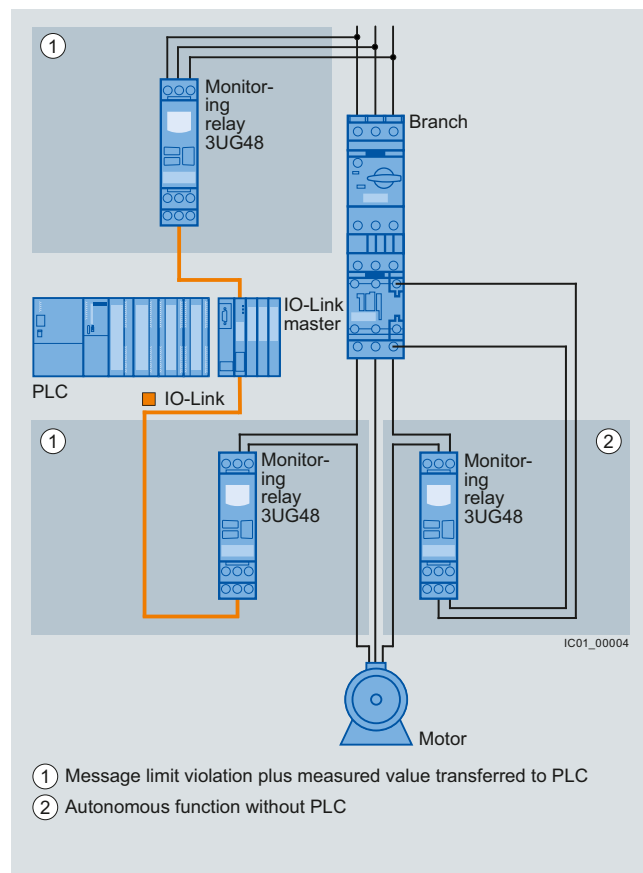 1
Monitor-
ing
relay
3UG48
Branch
IO-Link
master
PLC
IO-Link
1
Monitor-
ing
relay
3UG48
2
Monitor-
ing
relay
3UG48
IC01_00004
Motor
1 Message limit violation plus measured value transferred to PLC
2 Autonomous function without PLC